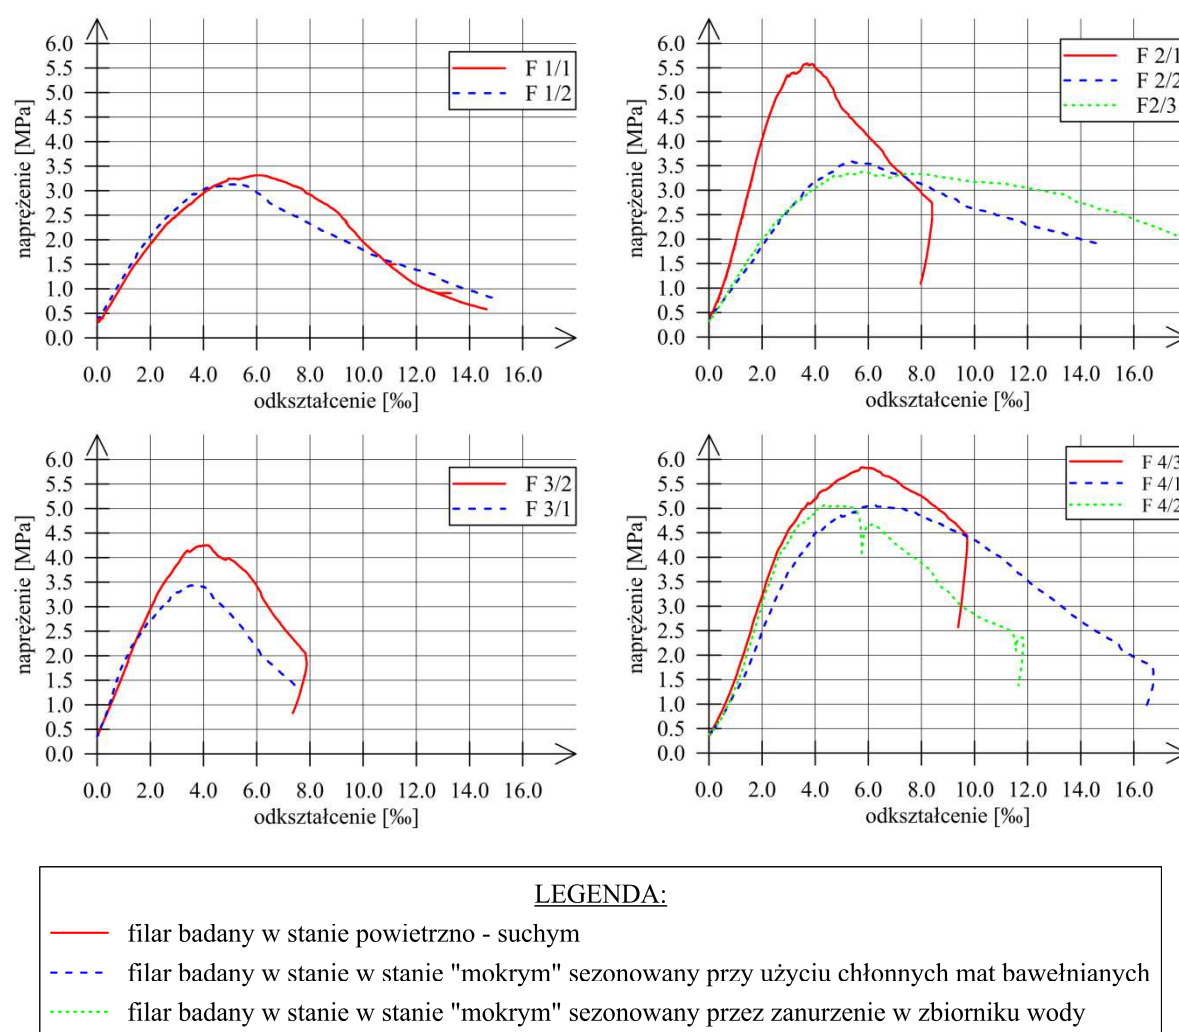 6.0
5.5
5.0
4.5
4.0
3.5
3.0
2.5
2.0
1.5
1.0
0.5
0.0
naprężenie [MPa]
F 1/1
F 1/2
0.0 2.0 4.0 6.0 8.0 10.0 12.0 14.0 16.0
odkształcenie [‰]
6.0
5.5
5.0
4.5
4.0
3.5
3.0
2.5
2.0
1.5
1.0
0.5
0.0
naprężenie [MPa]
F 2/1
F 2/2
F2/3
0.0 2.0 4.0 6.0 8.0 10.0 12.0 14.0 16.0
odkształcenie [‰]
6.0
5.5
5.0
4.5
4.0
3.5
3.0
2.5
2.0
1.5
1.0
0.5
0.0
naprężenie [MPa]
F 3/2
F 3/1
0.0 2.0 4.0 6.0 8.0 10.0 12.0 14.0 16.0
odkształcenie [‰]
6.0
5.5
5.0
4.5
4.0
3.5
3.0
2.5
2.0
1.5
1.0
0.5
0.0
naprężenie [MPa]
F 4/3
F 4/1
F 4/2
0.0 2.0 4.0 6.0 8.0 10.0 12.0 14.0 16.0
odkształcenie [‰]
LEGENDA:
filar badany w stanie powietrzno - suchym
filar badany w stanie w stanie "mokrym" sezonowany przy użyciu chłonnych mat bawełnianych
filar badany w stanie w stanie "mokrym" sezonowany przez zanurzenie w zbiorniku wody